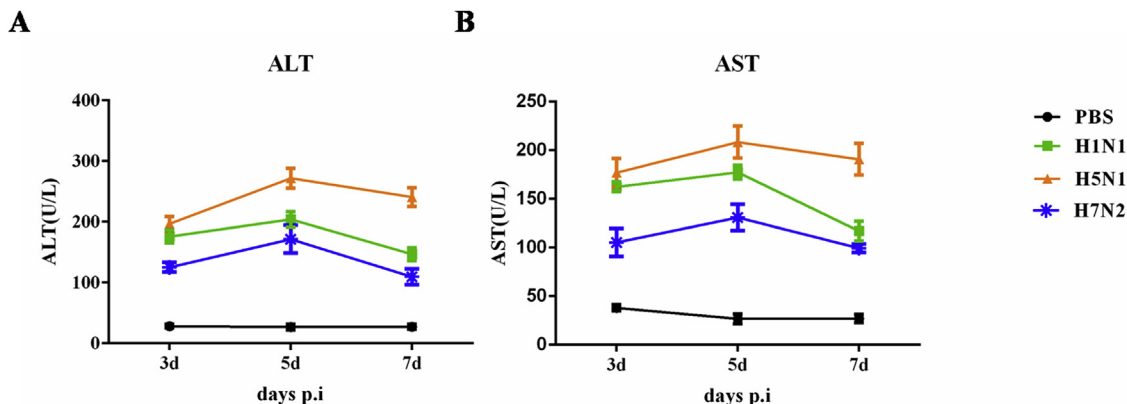 A
ALT
400
300
200
100
0
ALT(U/L)
3d
5d
7d
days p.i
B
AST
250
200
150
100
50
0
AST(U/L)
3d
5d
7d
days p.i
PBS
H1N1
H5N1
H7N2